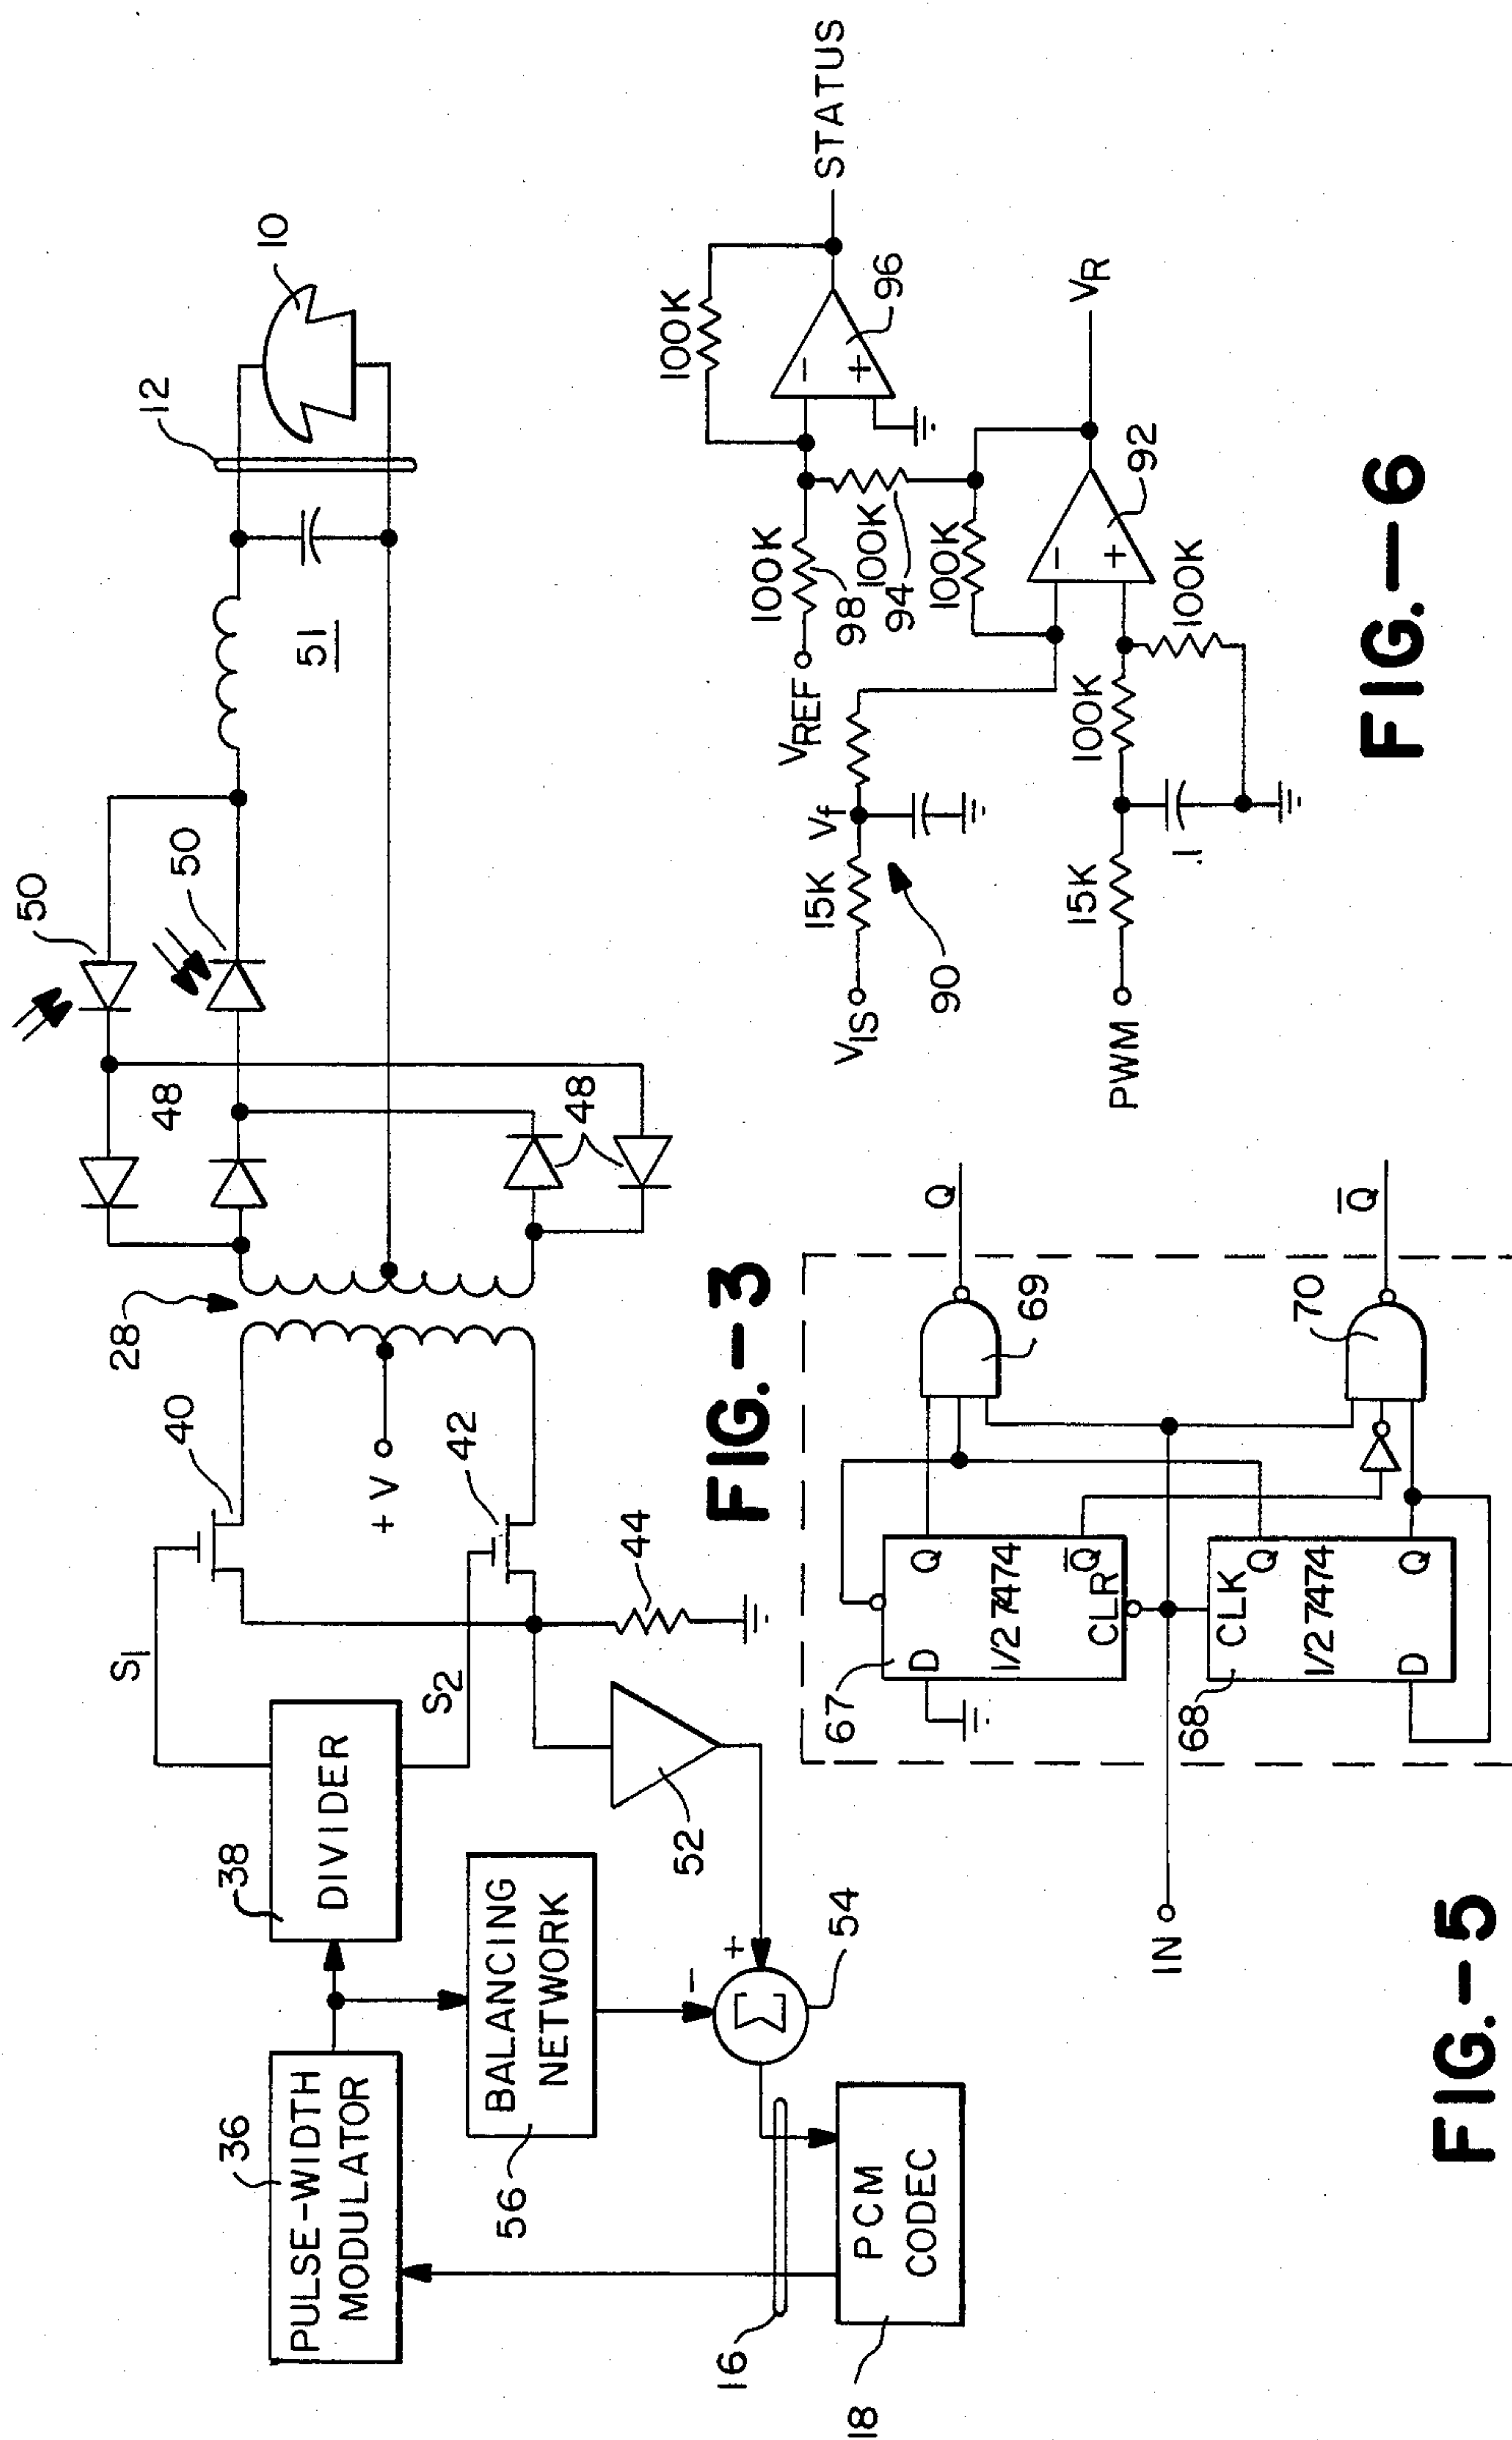 36
PULSE-WIDTH
MODULATOR
38
DIVIDER
S1
S2
56
BALANCING
NETWORK
52
54
-
+
Σ
16
18
PCM
CODEC
40
42
+ V
44
28
48
48
50
50
51
12
10
FIG.-3
IN
67
D
Q
1/2 7474
Q̅
CLR
68
CLK
Q
1/2 7474
D
Q
69
70
Q
Q̅
FIG.-5
VIS
15K
Vf
90
VREF
100K
98
100K
94
100K
100K
-
+
96
STATUS
PWM
15K
.1
100K
100K
-
+
92
VR
FIG.-6